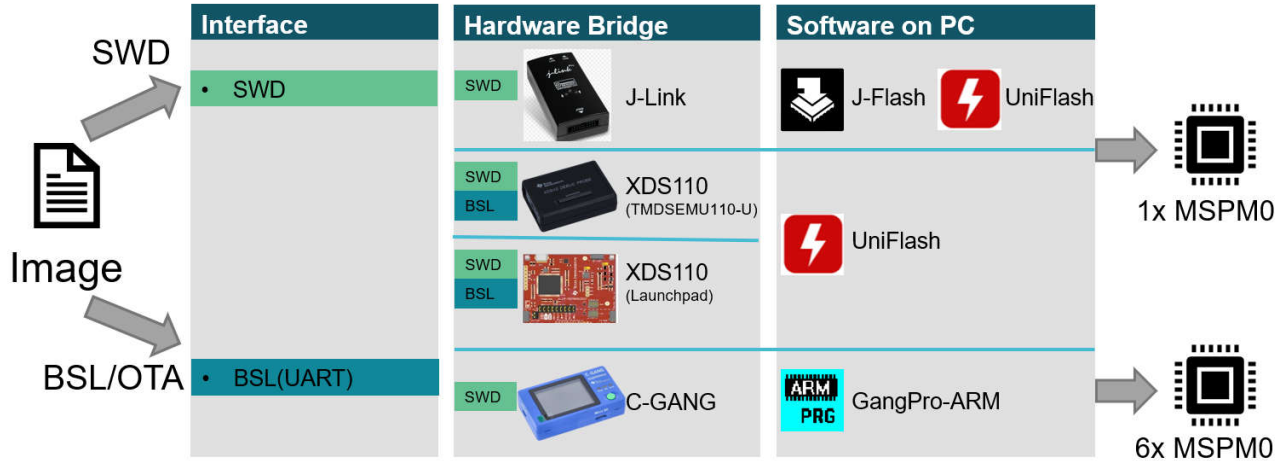 Interface
Hardware Bridge
Software on PC
SWD
• SWD
SWD
J-Link
J-Flash
UniFlash
SWD
BSL
XDS110
(TMDSEMU110-U)
1x MSPM0
UniFlash
Image
SWD
BSL
XDS110
(Launchpad)
BSL/OTA
• BSL(UART)
SWD
C-GANG
ARM
PRG
GangPro-ARM
6x MSPM0